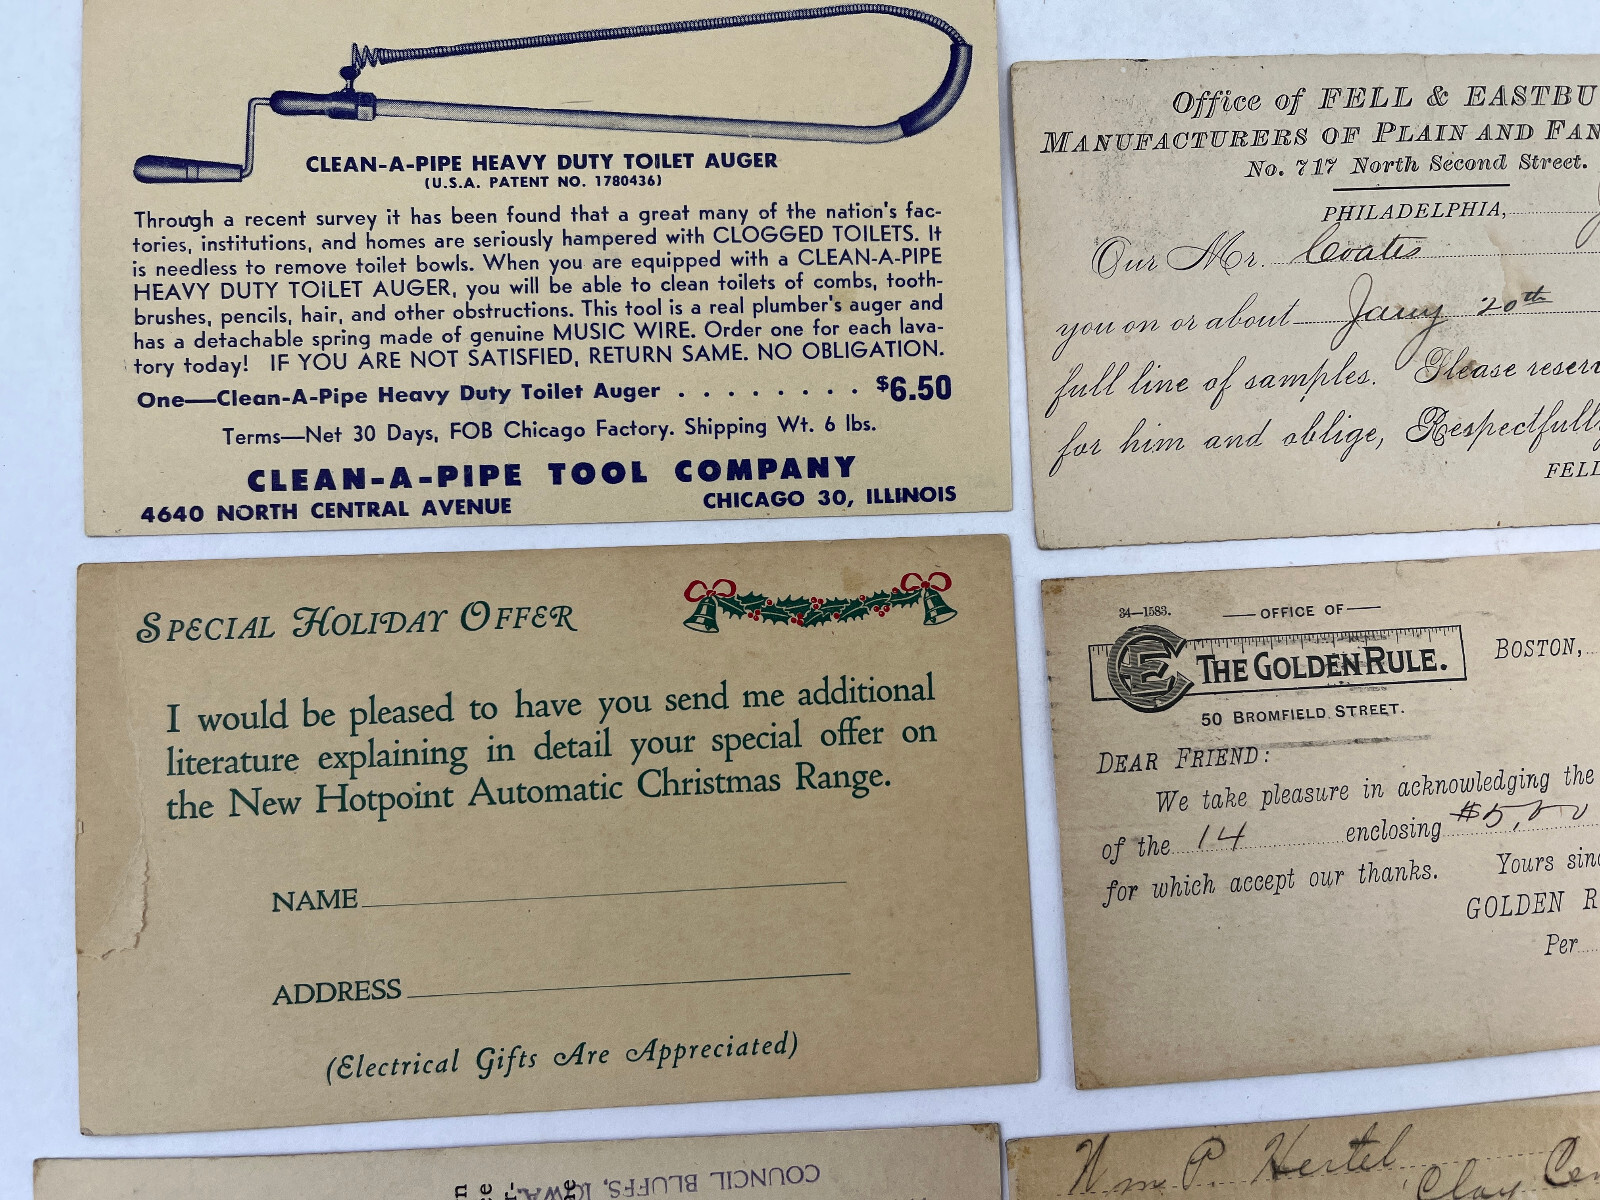 CLEAN-A-PIPE HEAVY DUTY TOILET AUGER
(U.S.A. PATENT NO. 1780436)
Through a recent survey it has been found that a great many of the nation's fac-
tories, institutions, and homes are seriously hampered with CLOGGED TOILETS. It
is needless to remove toilet bowls. When you are equipped with a CLEAN-A-PIPE
HEAVY DUTY TOILET AUGER, you will be able to clean toilets of combs, tooth-
brushes, pencils, hair, and other obstructions. This tool is a real plumber's auger and
has a detachable spring made of genuine MUSIC WIRE. Order one for each lava-
tory today! IF YOU ARE NOT SATISFIED, RETURN SAME. NO OBLIGATION.
One—Clean-A-Pipe Heavy Duty Toilet Auger . . . . . . . . $6.50
Terms—Net 30 Days, FOB Chicago Factory. Shipping Wt. 6 lbs.
CLEAN-A-PIPE TOOL COMPANY
4640 NORTH CENTRAL AVENUE CHICAGO 30, ILLINOIS
Office of FELL & EASTBU
MANUFACTURERS OF PLAIN AND FAN
No. 717 North Second Street.
PHILADELPHIA,
Our Mr. Coates
you on or about Jany 20th
full line of samples. Please reser
for him and oblige, Respectfully
FELL
SPECIAL HOLIDAY OFFER
I would be pleased to have you send me additional
literature explaining in detail your special offer on
the New Hotpoint Automatic Christmas Range.
NAME
ADDRESS
(Electrical Gifts Are Appreciated)
34—1583.
OFFICE OF
THE GOLDEN RULE.
50 BROMFIELD STREET.
BOSTON,
DEAR FRIEND:
We take pleasure in acknowledging the
of the 14 enclosing $5,00
for which accept our thanks. Yours sin
GOLDEN R
Per
COUNCIL BLUFFS, IOWA.
Wm P. Hertel
Clay Cen